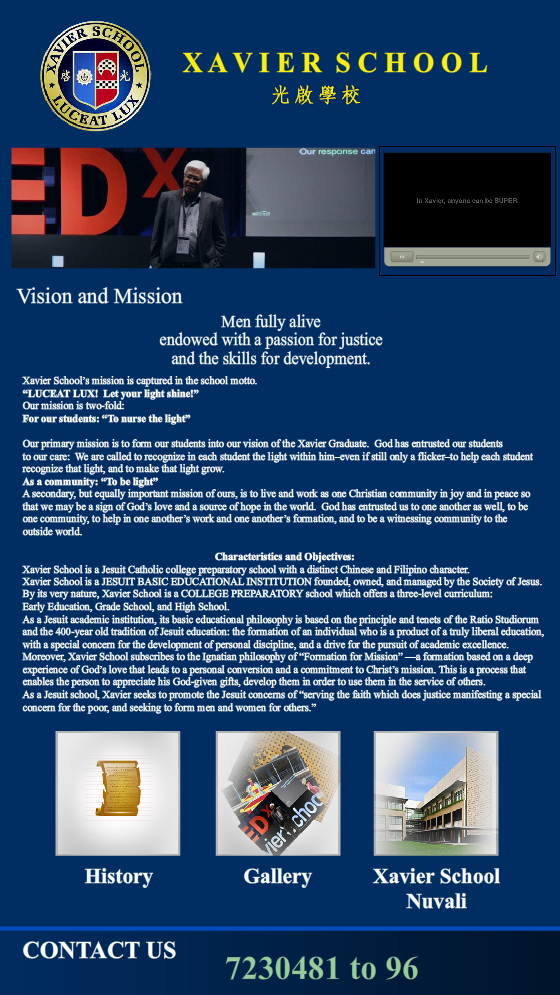 XAVIER SCHOOL
啓 光
LUCEAT LUX
XAVIER SCHOOL
光啟學校
EDx
Our response can
In Xavier, anyone can be SUPER.
Vision and Mission
Men fully alive
endowed with a passion for justice
and the skills for development.
Xavier School's mission is captured in the school motto.
“LUCEAT LUX!  Let your light shine!”
Our mission is two-fold:
For our students: “To nurse the light”
Our primary mission is to form our students into our vision of the Xavier Graduate.  God has entrusted our students
to our care:  We are called to recognize in each student the light within him–even if still only a flicker–to help each student
recognize that light, and to make that light grow.
As a community: “To be light”
A secondary, but equally important mission of ours, is to live and work as one Christian community in joy and in peace so
that we may be a sign of God's love and a source of hope in the world.  God has entrusted us to one another as well, to be
one community, to help in one another's work and one another's formation, and to be a witnessing community to the
outside world.
Characteristics and Objectives:
Xavier School is a Jesuit Catholic college preparatory school with a distinct Chinese and Filipino character.
Xavier School is a JESUIT BASIC EDUCATIONAL INSTITUTION founded, owned, and managed by the Society of Jesus.
By its very nature, Xavier School is a COLLEGE PREPARATORY school which offers a three-level curriculum:
Early Education, Grade School, and High School.
As a Jesuit academic institution, its basic educational philosophy is based on the principle and tenets of the Ratio Studiorum
and the 400-year old tradition of Jesuit education: the formation of an individual who is a product of a truly liberal education,
with a special concern for the development of personal discipline, and a drive for the pursuit of academic excellence.
Moreover, Xavier School subscribes to the Ignatian philosophy of “Formation for Mission” —a formation based on a deep
experience of God's love that leads to a personal conversion and a commitment to Christ's mission. This is a process that
enables the person to appreciate his God-given gifts, develop them in order to use them in the service of others.
As a Jesuit school, Xavier seeks to promote the Jesuit concerns of “serving the faith which does justice manifesting a special
concern for the poor, and seeking to form men and women for others.”
EDx
vier Schoo
History
Gallery
Xavier School
Nuvali
CONTACT US
7230481 to 96